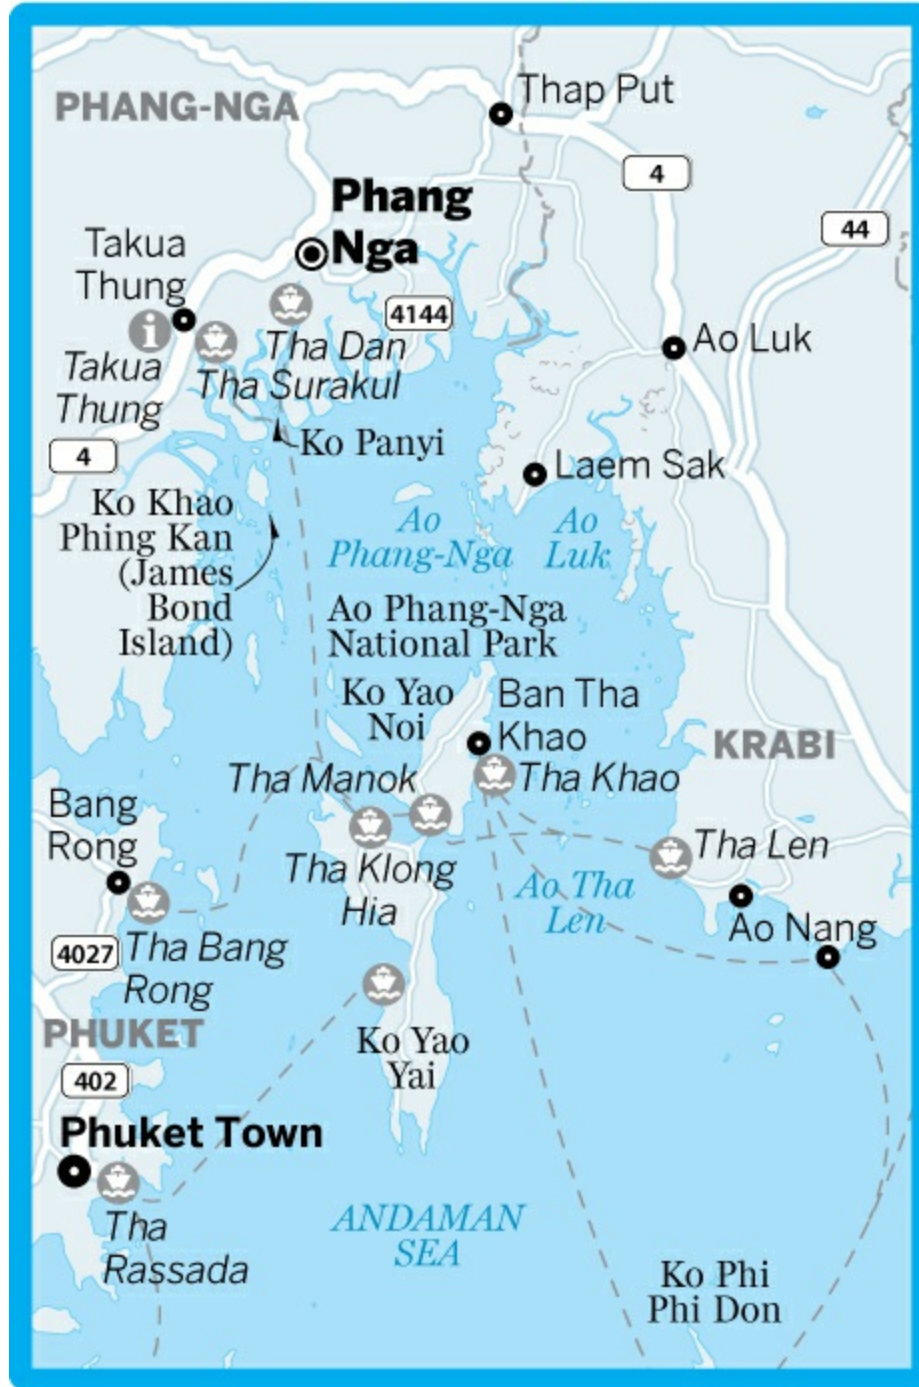 PHANG-NGA
Thap Put
4
44
Phang
Nga
Takua
Thung
4144
Ao Luk
Tha Dan
Takua
Thung
Tha Surakul
Ko Panyi
4
Laem Sak
Ko Khao
Phing Kan
(James
Bond
Island)
Ao
Phang-Nga
Ao
Luk
Ao Phang-Nga
National Park
Ko Yao
Noi
Ban Tha
Khao
KRABI
Tha Manok
Tha Khao
Bang
Rong
Tha Len
Tha Klong
Hia
Ao Tha
Len
Ao Nang
4027
Tha Bang
Rong
PHUKET
Ko Yao
Yai
402
Phuket Town
Tha
Rassada
ANDAMAN
SEA
Ko Phi
Phi Don